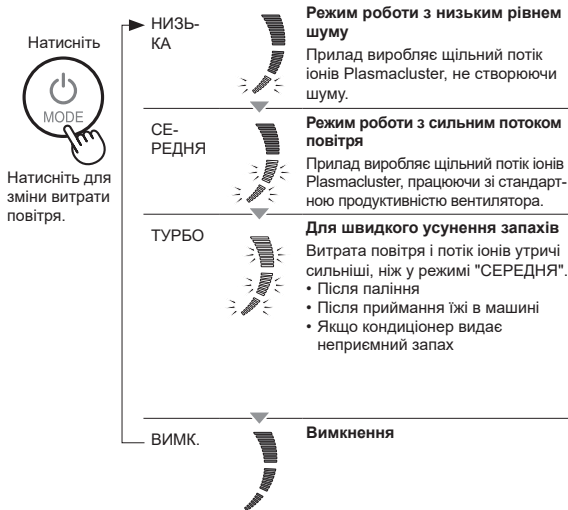 Натисніть
MODE
Натисніть для
зміни витрати
повітря.
НИЗЬ-
КА
Режим роботи з низьким рівнем
шуму
Прилад виробляє щільний потік
іонів Plasmacluster, не створюючи
шуму.
СЕ-
РЕДНЯ
Режим роботи з сильним потоком
повітря
Прилад виробляє щільний потік іонів
Plasmacluster, працюючи зі стандарт-
ною продуктивністю вентилятора.
ТУРБО
Для швидкого усунення запахів
Витрата повітря і потік іонів утричі
сильніші, ніж у режимі "СЕРЕДНЯ".
• Після паління
• Після приймання їжі в машині
• Якщо кондиціонер видає
неприємний запах
ВИМК.
Вимкнення